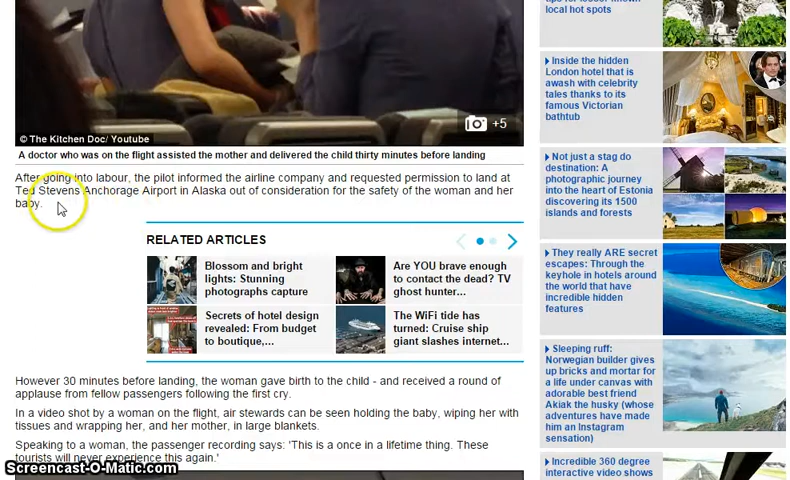 © The Kitchen Doc/ Youtube
+5
A doctor who was on the flight assisted the mother and delivered the child thirty minutes before landing
After going into labour, the pilot informed the airline company and requested permission to land at
Ted Stevens Anchorage Airport in Alaska out of consideration for the safety of the woman and her
baby.
RELATED ARTICLES
Blossom and bright
lights: Stunning
photographs capture
Are YOU brave enough
to contact the dead? TV
ghost hunter...
Secrets of hotel design
revealed: From budget
to boutique,...
The WiFi tide has
turned: Cruise ship
giant slashes internet...
However 30 minutes before landing, the woman gave birth to the child - and received a round of
applause from fellow passengers following the first cry.
In a video shot by a woman on the flight, air stewards can be seen holding the baby, wiping her with
tissues and wrapping her, and her mother, in large blankets.
Speaking to a woman, the passenger recording says: 'This is a once in a lifetime thing. These
tourists will never experience this again.'
Screencast-O-Matic.com
local hot spots
Inside the hidden
London hotel that is
awash with celebrity
tales thanks to its
famous Victorian
bathtub
Not just a stag do
destination: A
photographic journey
into the heart of Estonia
discovering its 1500
islands and forests
They really ARE secret
escapes: Through the
keyhole in hotels around
the world that have
incredible hidden
features
Sleeping ruff:
Norwegian builder gives
up bricks and mortar for
a life under canvas with
adorable best friend
Akiak the husky (whose
adventures have made
him an Instagram
sensation)
Incredible 360 degree
interactive video shows